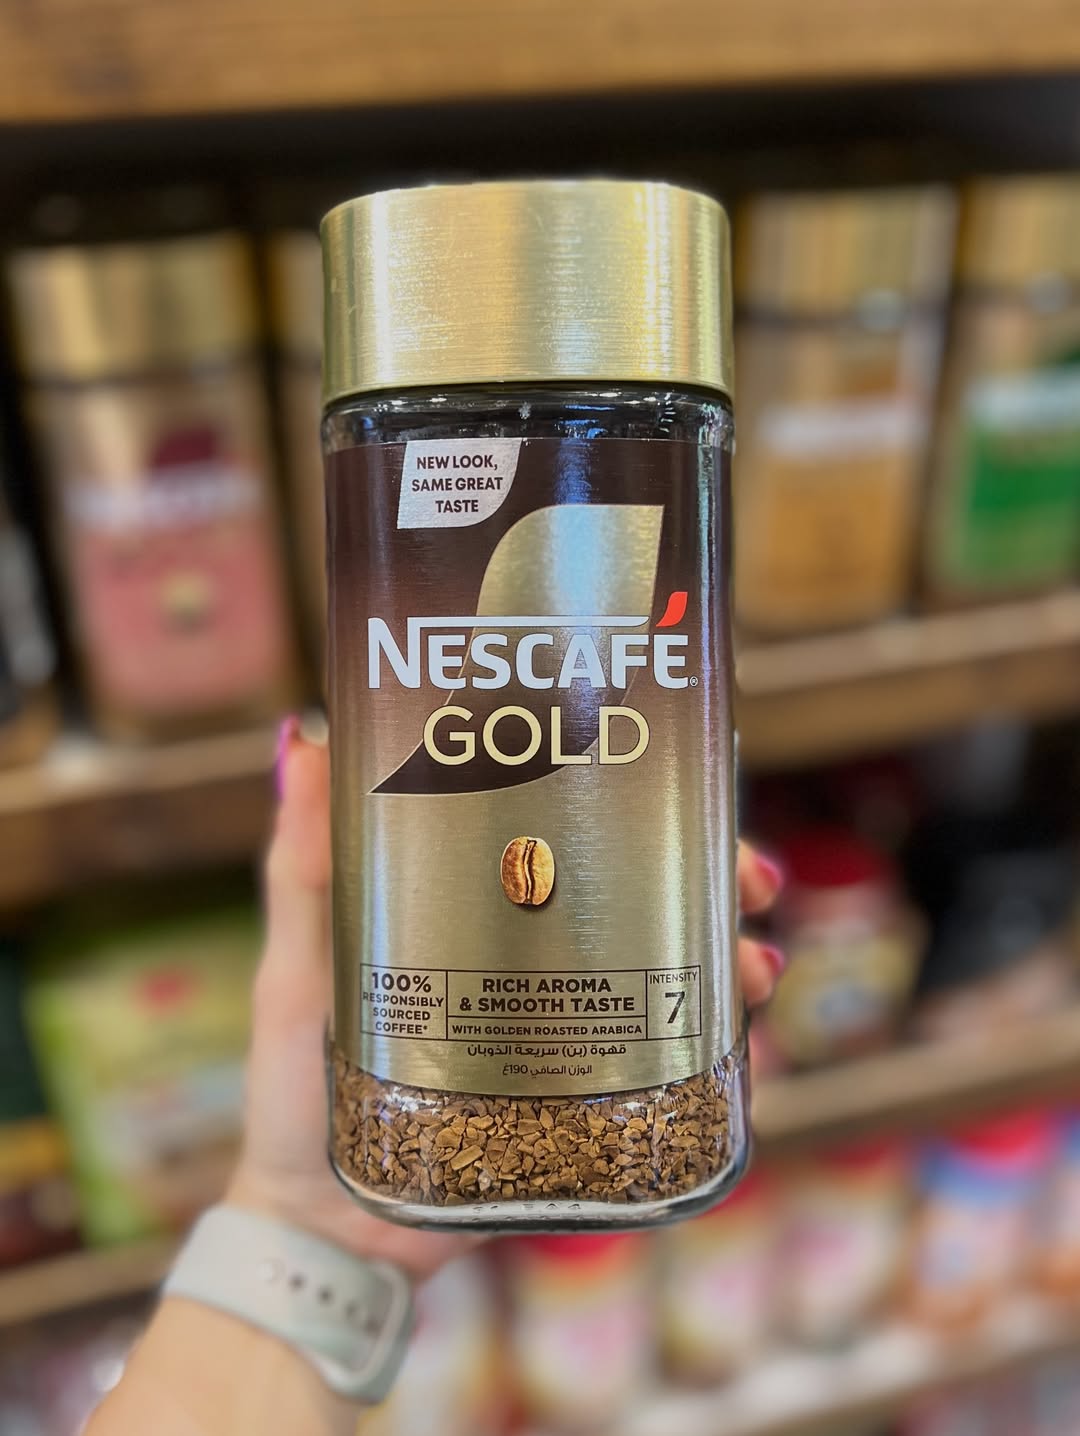 NEW LOOK,
SAME GREAT
TASTE
NESCAFÉ®
GOLD
100%
RESPONSIBLY
SOURCED
COFFEE*
RICH AROMA
& SMOOTH TASTE
WITH GOLDEN ROASTED ARABICA
INTENSITY
7
قهوة (بن) سريعة الذوبان
الوزن الصافي 190غ